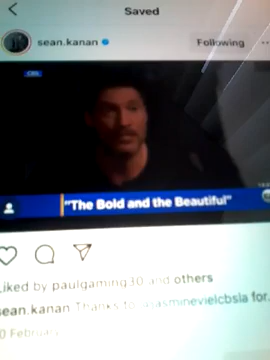 Saved
sean.kanan
Following
CBS
"The Bold and the Beautiful"
Liked by paulgaming30 and others
sean.kanan Thanks to for.
February